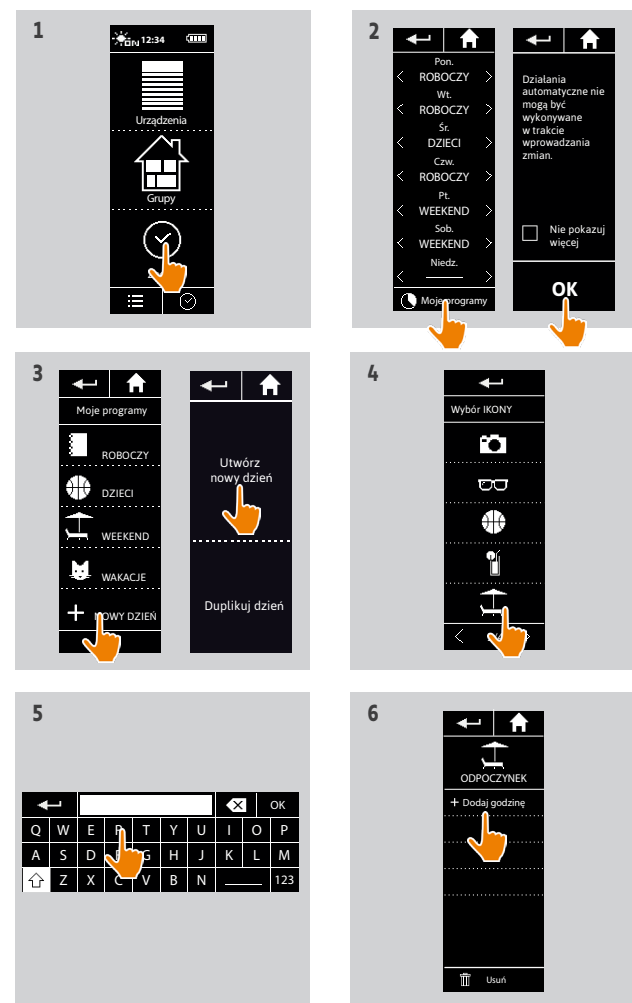 1
ON 12:34
Urządzenia
Grupy
2
Pon.
ROBOCZY
Wt.
ROBOCZY
Śr.
DZIECI
Czw.
ROBOCZY
Pt.
WEEKEND
Sob.
WEEKEND
Niedz.
Moje programy
Działania
automatyczne nie
mogą być
wykonywane
w trakcie
wprowadzania
zmian.
Nie pokazuj
więcej
OK
3
Moje programy
ROBOCZY
DZIECI
WEEKEND
WAKACJE
+ NOWY DZIEŃ
Utwórz
nowy dzień
Duplikuj dzień
4
Wybór IKONY
5
OK
Q W E R T Y U I O P
A S D F G H J K L M
Z X C V B N 123
6
ODPOCZYNEK
+ Dodaj godzinę
Usuń